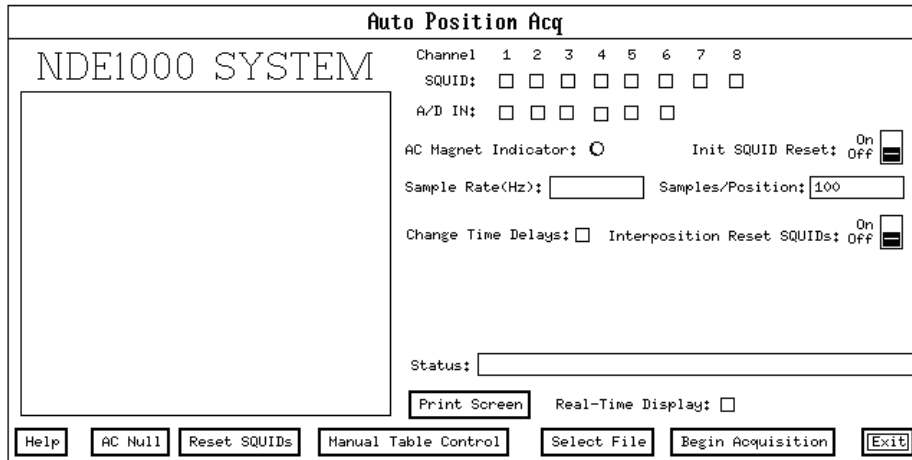 Auto Position Acq
NDE1000 SYSTEM
Channel 1 2 3 4 5 6 7 8
SQUID:
A/D IN:
AC Magnet Indicator: Init SQUID Reset: On Off
Sample Rate(Hz): Samples/Position: 100
Change Time Delays: Interposition Reset SQUIDs: On Off
Status:
Print Screen Real-Time Display:
Help AC Null Reset SQUIDs Manual Table Control Select File Begin Acquisition Exit